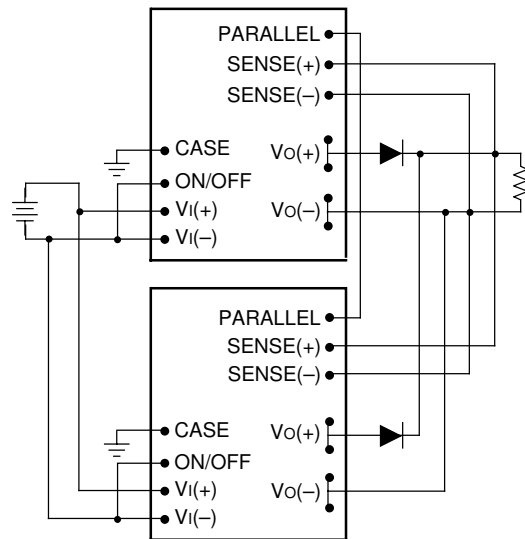 PARALLEL
SENSE(+)
SENSE(–)
CASE
VO(+)
ON/OFF
VI(+)
VO(–)
VI(–)
PARALLEL
SENSE(+)
SENSE(–)
CASE
VO(+)
ON/OFF
VI(+)
VO(–)
VI(–)